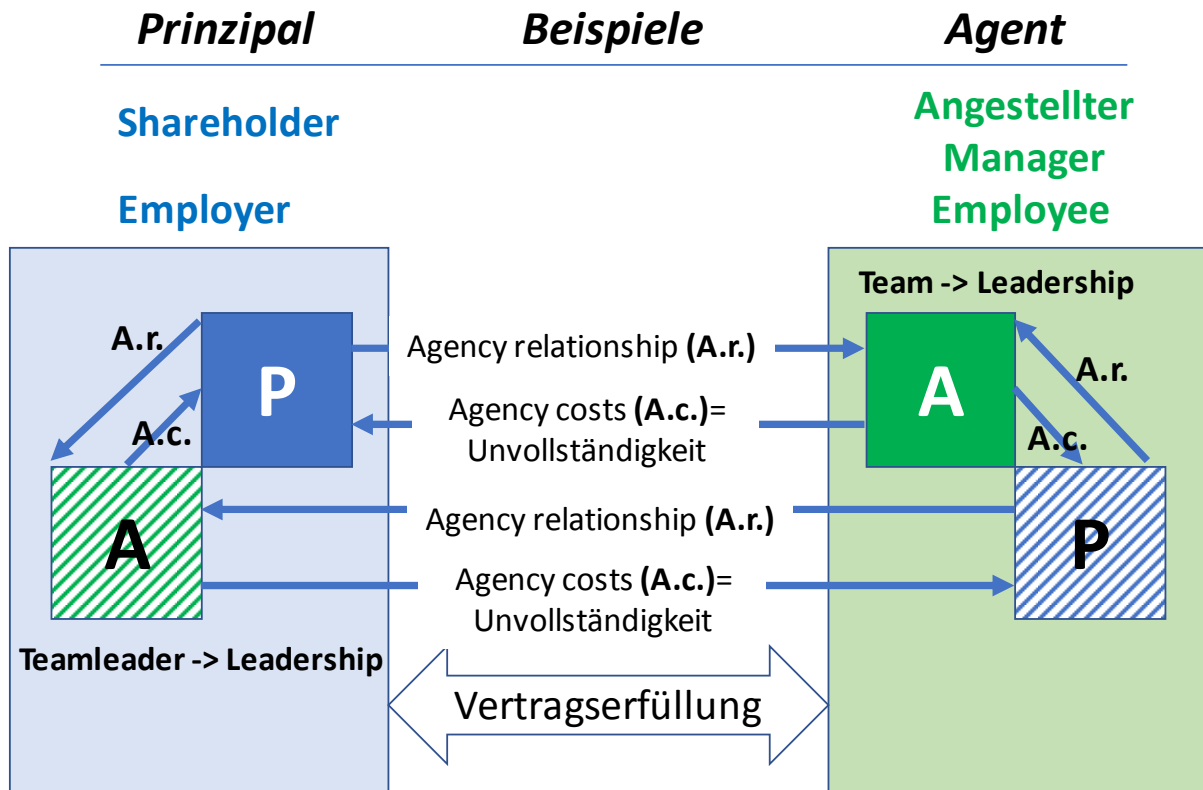 Prinzipal Beispiele Agent
Shareholder
Employer
Angestellter
Manager
Employee
Team -> Leadership
A.r.
A.c.
P
A
Agency relationship (A.r.)
Agency costs (A.c.)=
Unvollständigkeit
A
A.r.
A.c.
P
Agency relationship (A.r.)
Agency costs (A.c.)=
Unvollständigkeit
Teamleader -> Leadership
Vertragserfüllung